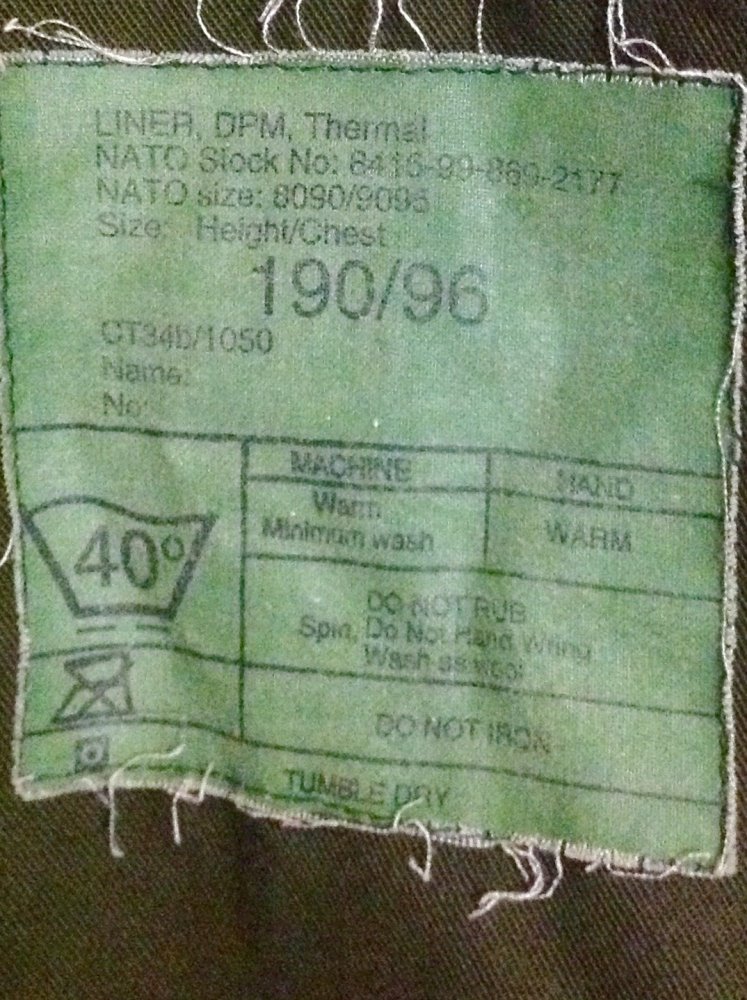 LINER, DPM, Thermal
NATO Stock No: 8415-99-869-2177
NATO size: 8090/9095
Size: Height/Chest
190/96
CT34b/1050
Name:
No:
MACHINE HAND
Warm
Minimum wash WARM
40°
DO NOT RUB
Spin, Do Not Hand Wring
Wash as wool
DO NOT IRON
TUMBLE DRY